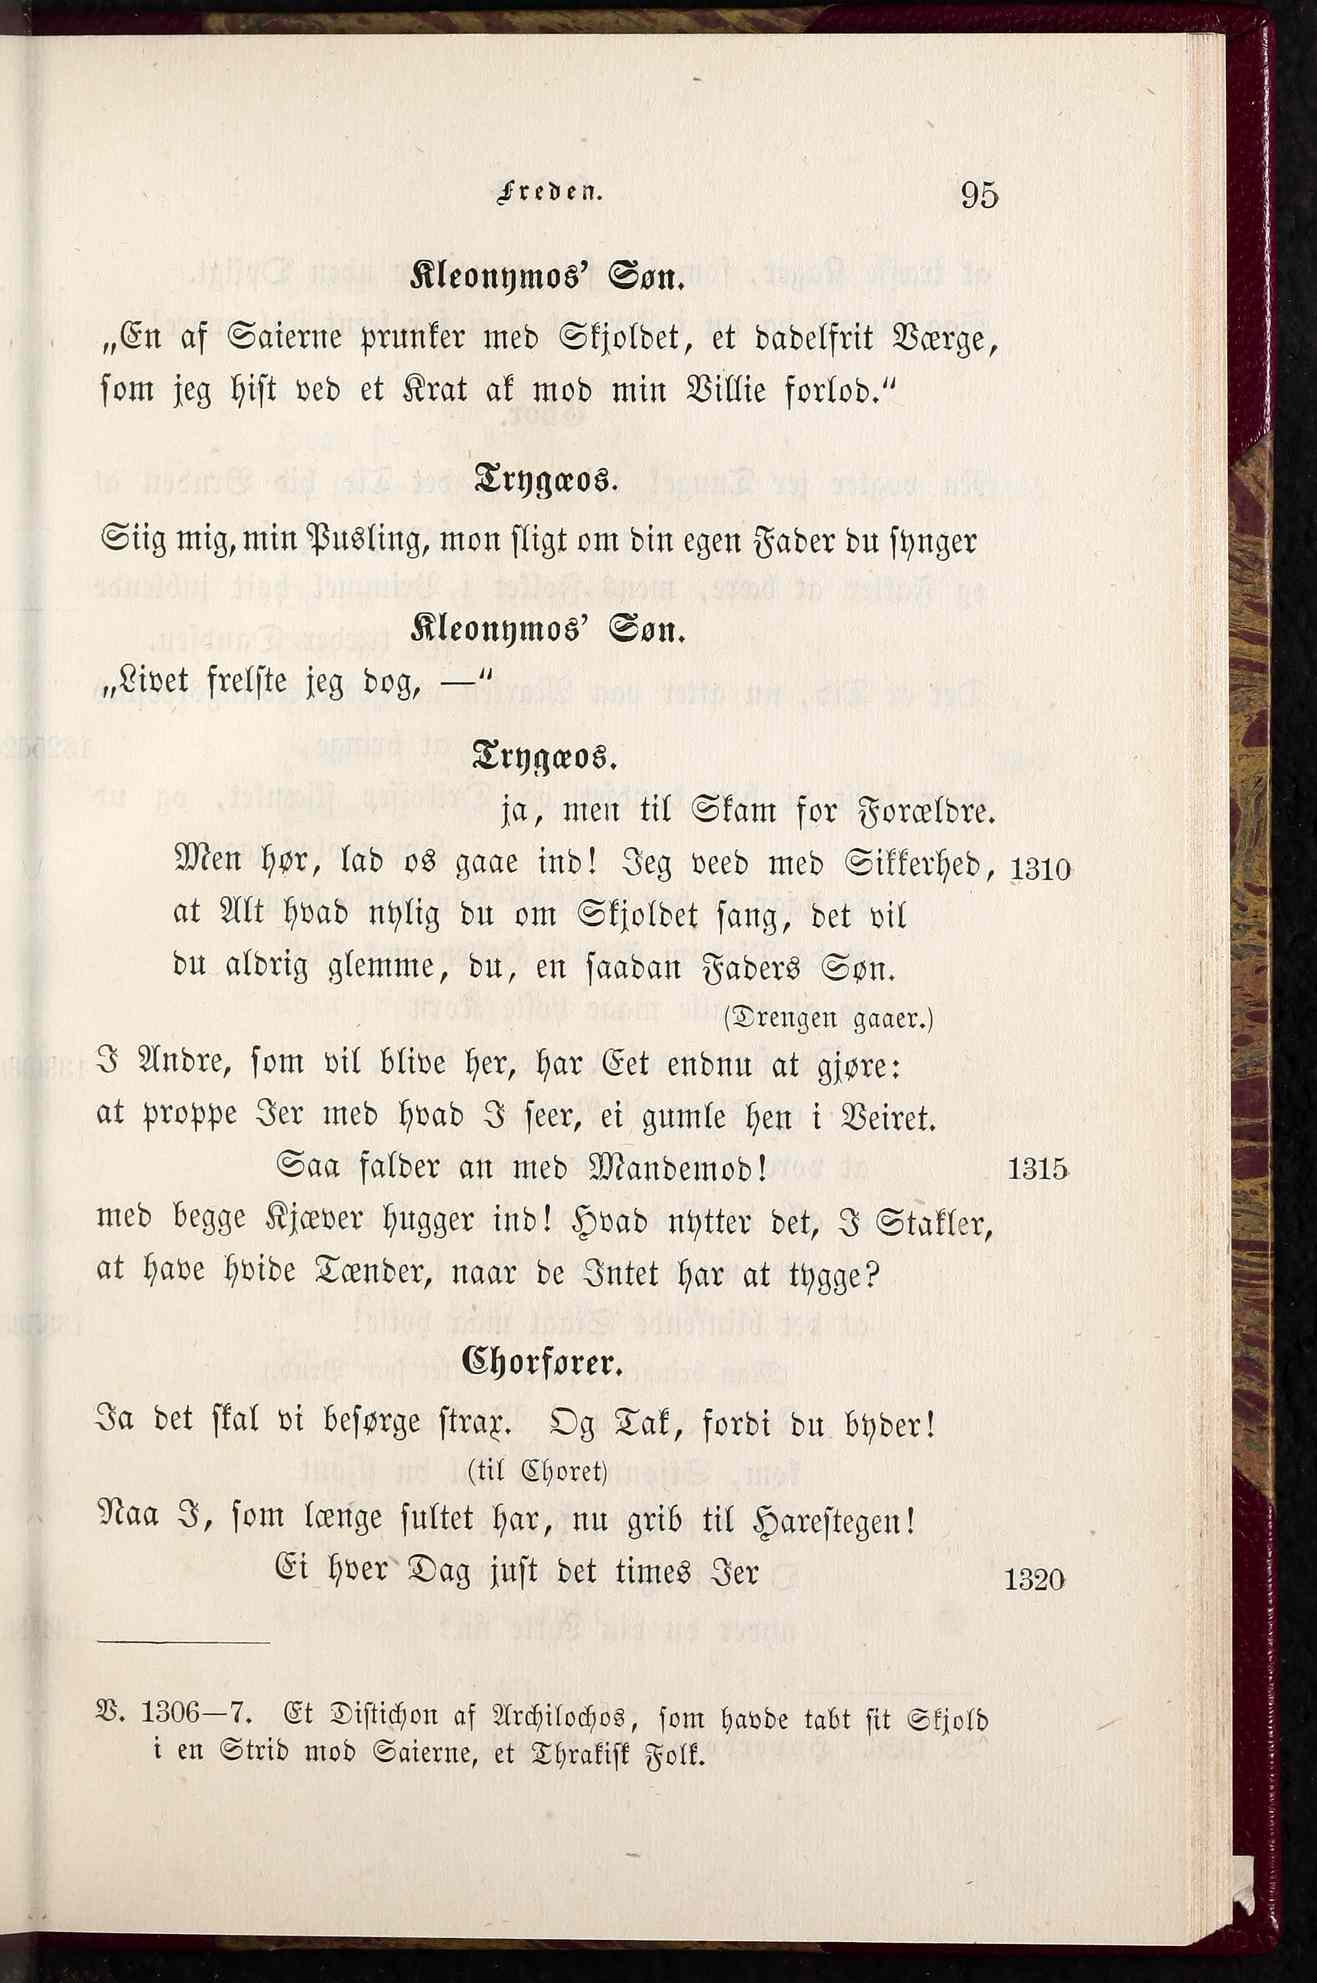 Freden. 95
Kleonymos’ Søn.
„En af Saierne prunker med Skjoldet, et dadelfrit Værge,
som jeg hist ved et Krat ak mod min Villie forlod.“
Trygæos.
Siig mig, min Pusling, mon sligt om din egen Fader du synger
Kleonymos’ Søn.
„Livet frelste jeg dog, —“
Trygæos.
ja, men til Skam for Forældre.
Men hør, lad os gaae ind! Jeg veed med Sikkerhed, 1310
at Alt hvad nylig du om Skjoldet sang, det vil
du aldrig glemme, du, en saadan Faders Søn.
(Drengen gaaer.)
I Andre, som vil blive her, har Eet endnu at gjøre:
at proppe Jer med hvad I seer, ei gumle hen i Veiret.
Saa falder an med Mandemod! 1315
med begge Kjæver hugger ind! Hvad nytter det, I Stakler,
at have hvide Tænder, naar de Intet har at tygge?
Chorfører.
Ja det skal vi besørge strax. Og Tak, fordi du byder!
(til Choret)
Naa I, som længe sultet har, nu grib til Harestegen!
Ei hver Dag just det times Jer 1320
V. 1306—7. Et Distichon af Archilochos, som havde tabt sit Skjold
i en Strid mod Saierne, et Thrakisk Folk.